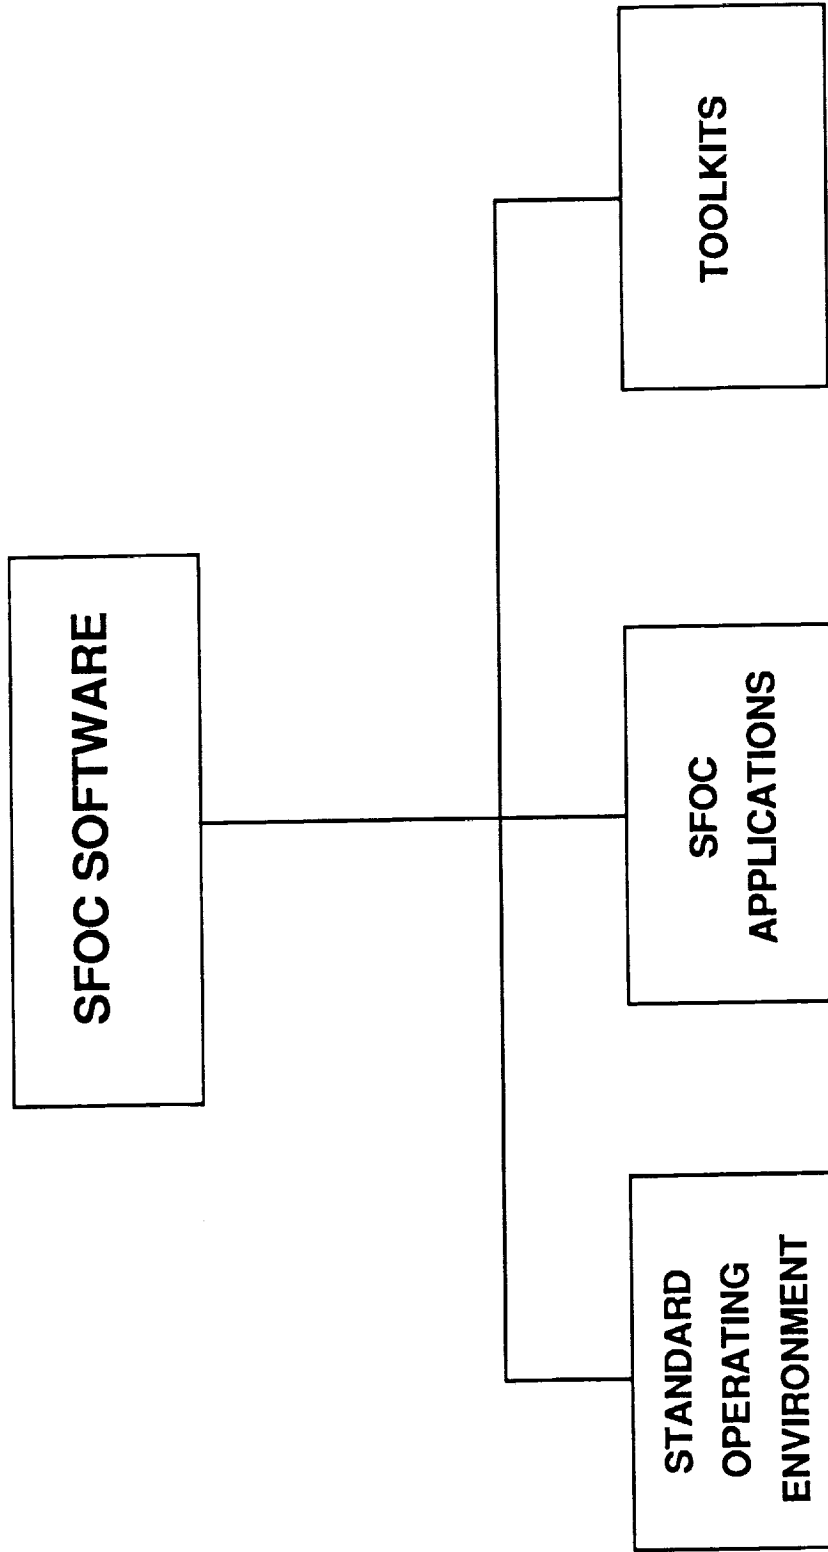 SFOC SOFTWARE
STANDARD
OPERATING
ENVIRONMENT
SFOC
APPLICATIONS
TOOLKITS